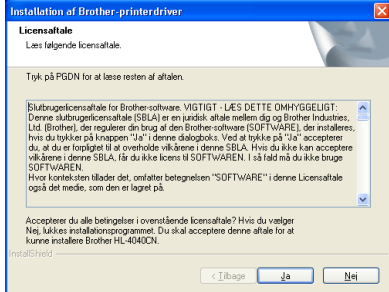 Installation af Brother-printerdriver
Licensaftale
Læs følgende licensaftale.
Tryk på PGDN for at læse resten af aftalen.
Slutbrugerlicensaftale for Brother-software. VIGTIGT - LÆS DETTE OMHYGGELIGT:
Denne slutbrugerlicensaftale (SBLA) er en juridisk aftale mellem dig og Brother Industries,
Ltd. (Brother), der regulerer din brug af den Brother-software (SOFTWARE), der installeres,
hvis du trykker på knappen "Ja" i denne dialogboks. Ved at trykke på "Ja" accepterer
du, at du er forpligtet til at overholde vilkårene i denne SBLA. Hvis du ikke kan acceptere
vilkårene i denne SBLA, får du ikke licens til SOFTWAREN. I så fald må du ikke bruge
SOFTWAREN.
Hvor konteksten tillader det, omfatter betegnelsen "SOFTWARE" i denne Licensaftale
også det medie, som den er lagret på.
Accepterer du alle betingelser i ovenstående licensaftale? Hvis du vælger
Nej, lukkes installationsprogrammet. Du skal acceptere denne aftale for at
kunne installere Brother HL-4040CN.
InstallShield
< Tilbage
Ja
Nej